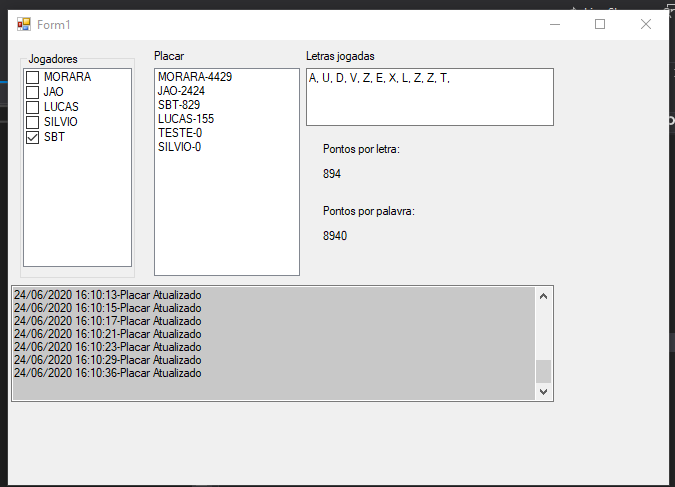 Form1
Jogadores
MORARA
JAO
LUCAS
SILVIO
SBT
Placar
MORARA-4429
JAO-2424
SBT-829
LUCAS-155
TESTE-0
SILVIO-0
Letras jogadas
A, U, D, V, Z, E, X, L, Z, Z, T,
Pontos por letra:
894
Pontos por palavra:
8940
24/06/2020 16:10:13-Placar Atualizado
24/06/2020 16:10:15-Placar Atualizado
24/06/2020 16:10:17-Placar Atualizado
24/06/2020 16:10:21-Placar Atualizado
24/06/2020 16:10:23-Placar Atualizado
24/06/2020 16:10:29-Placar Atualizado
24/06/2020 16:10:36-Placar Atualizado